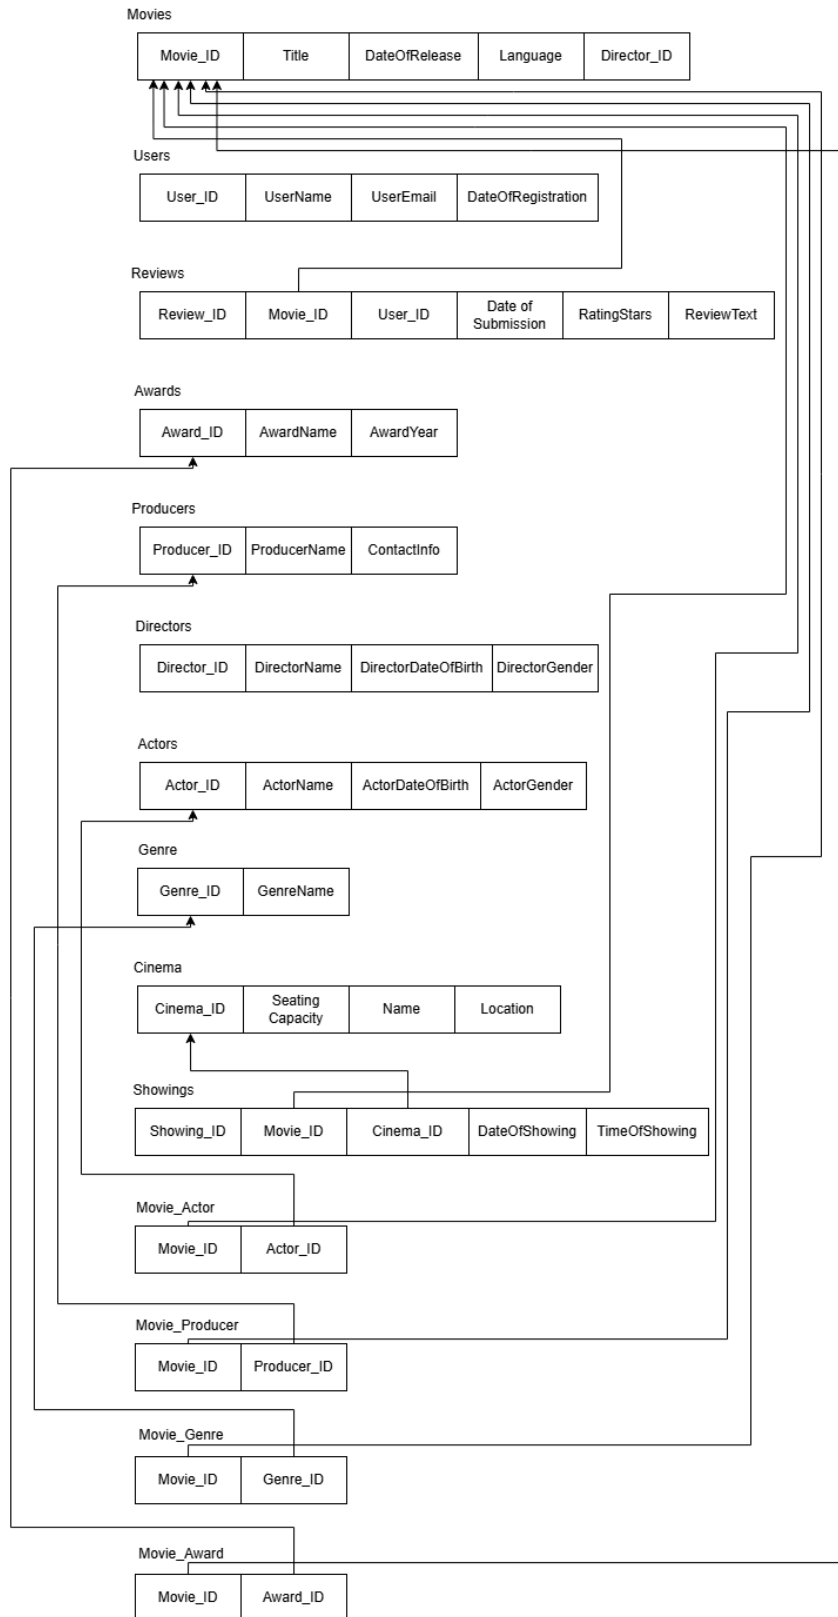 Movies
Movie_ID Title DateOfRelease Language Director_ID
Users
User_ID UserName UserEmail DateOfRegistration
Reviews
Review_ID Movie_ID User_ID Date of Submission RatingStars ReviewText
Awards
Award_ID AwardName AwardYear
Producers
Producer_ID ProducerName ContactInfo
Directors
Director_ID DirectorName DirectorDateOfBirth DirectorGender
Actors
Actor_ID ActorName ActorDateOfBirth ActorGender
Genre
Genre_ID GenreName
Cinema
Cinema_ID Seating Capacity Name Location
Showings
Showing_ID Movie_ID Cinema_ID DateOfShowing TimeOfShowing
Movie_Actor
Movie_ID Actor_ID
Movie_Producer
Movie_ID Producer_ID
Movie_Genre
Movie_ID Genre_ID
Movie_Award
Movie_ID Award_ID